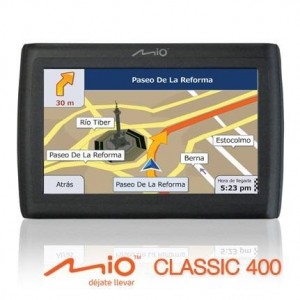 MIO
Paseo De La Reforma
30 m
Río Tiber
Estocolmo
Paseo De La Reforma
Berna
Atrás
Paseo De La Reforma
Hora de llegada
5:23 pm
MIO™ CLASSIC 400
déjate llevar